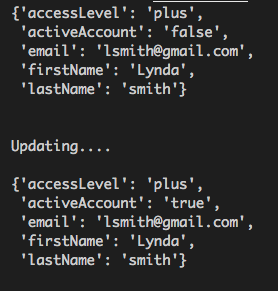 {'accessLevel': 'plus',
'activeAccount': 'false',
'email': 'lsmith@gmail.com',
'firstName': 'Lynda',
'lastName': 'smith'}
Updating....
{'accessLevel': 'plus',
'activeAccount': 'true',
'email': 'lsmith@gmail.com',
'firstName': 'Lynda',
'lastName': 'smith'}